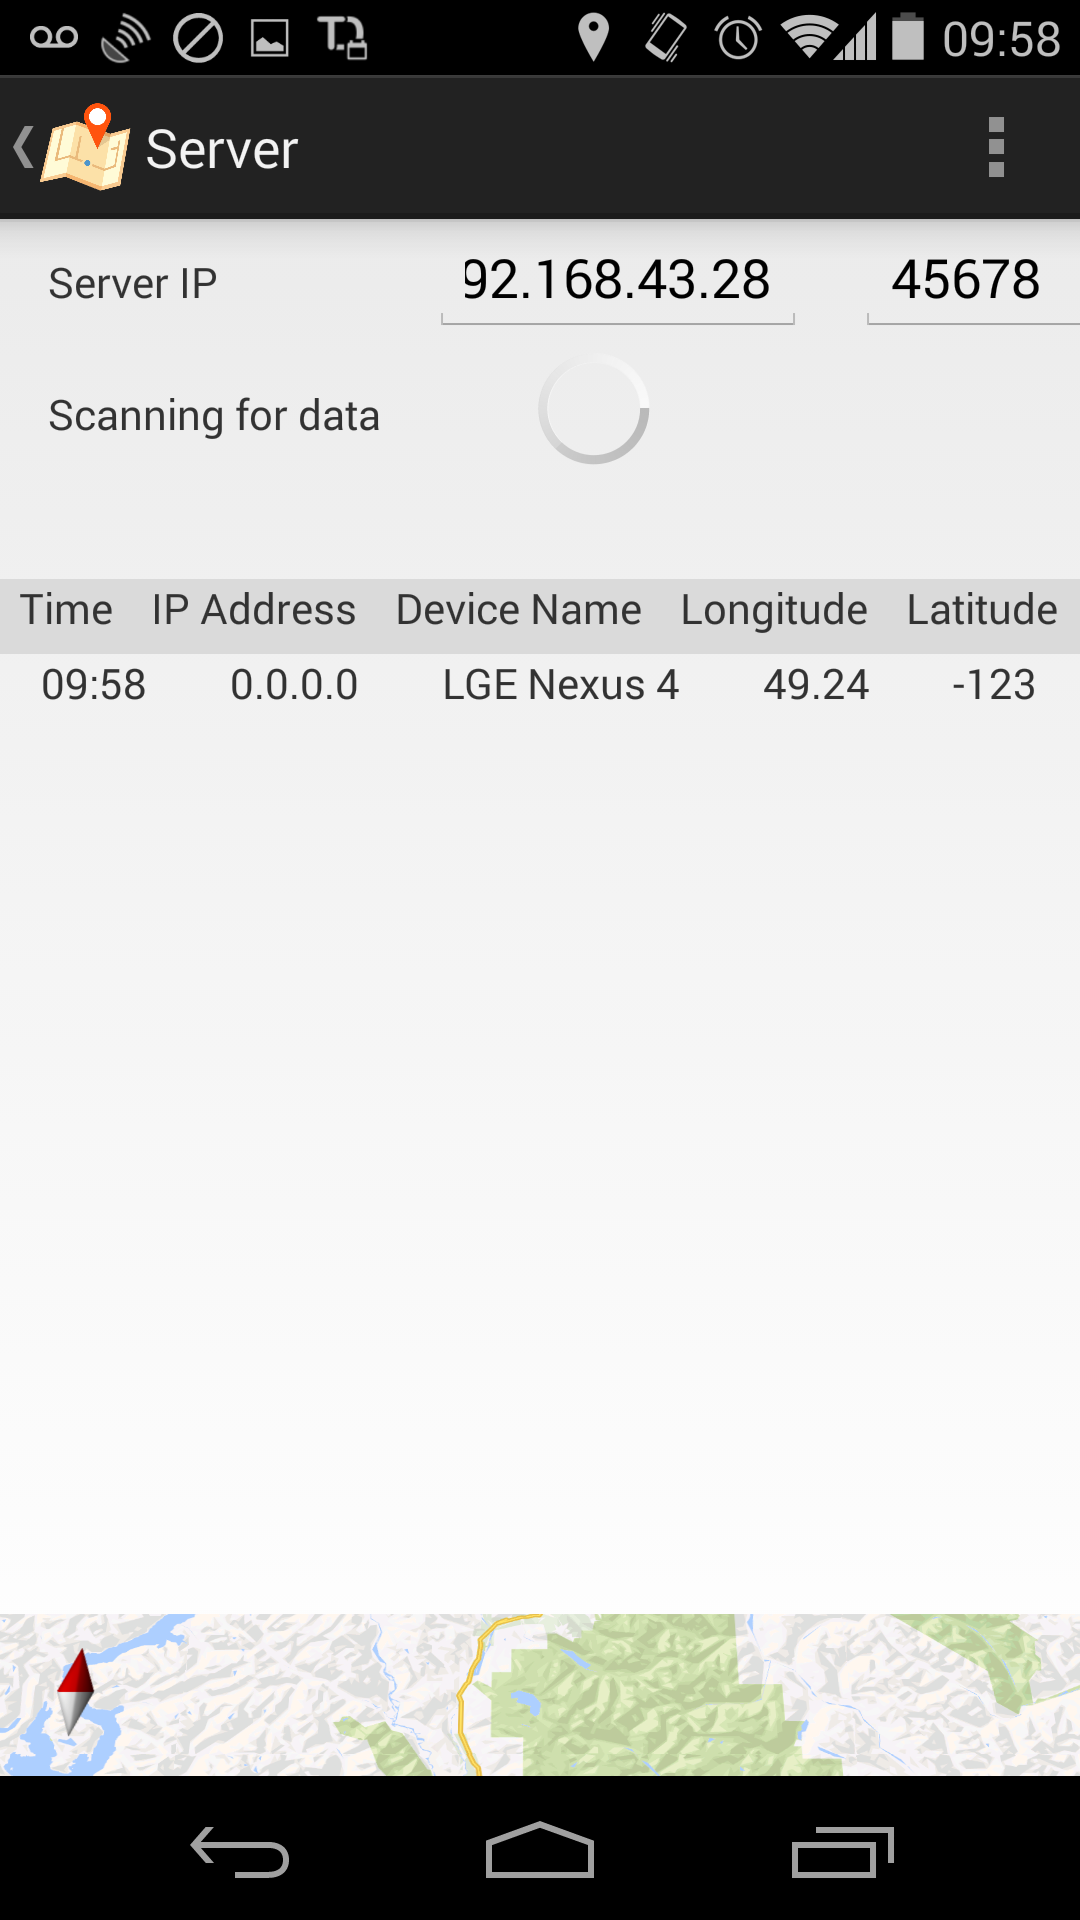 09:58
Server
Server IP 92.168.43.28 45678
Scanning for data
Time IP Address Device Name Longitude Latitude
09:58 0.0.0.0 LGE Nexus 4 49.24 -123